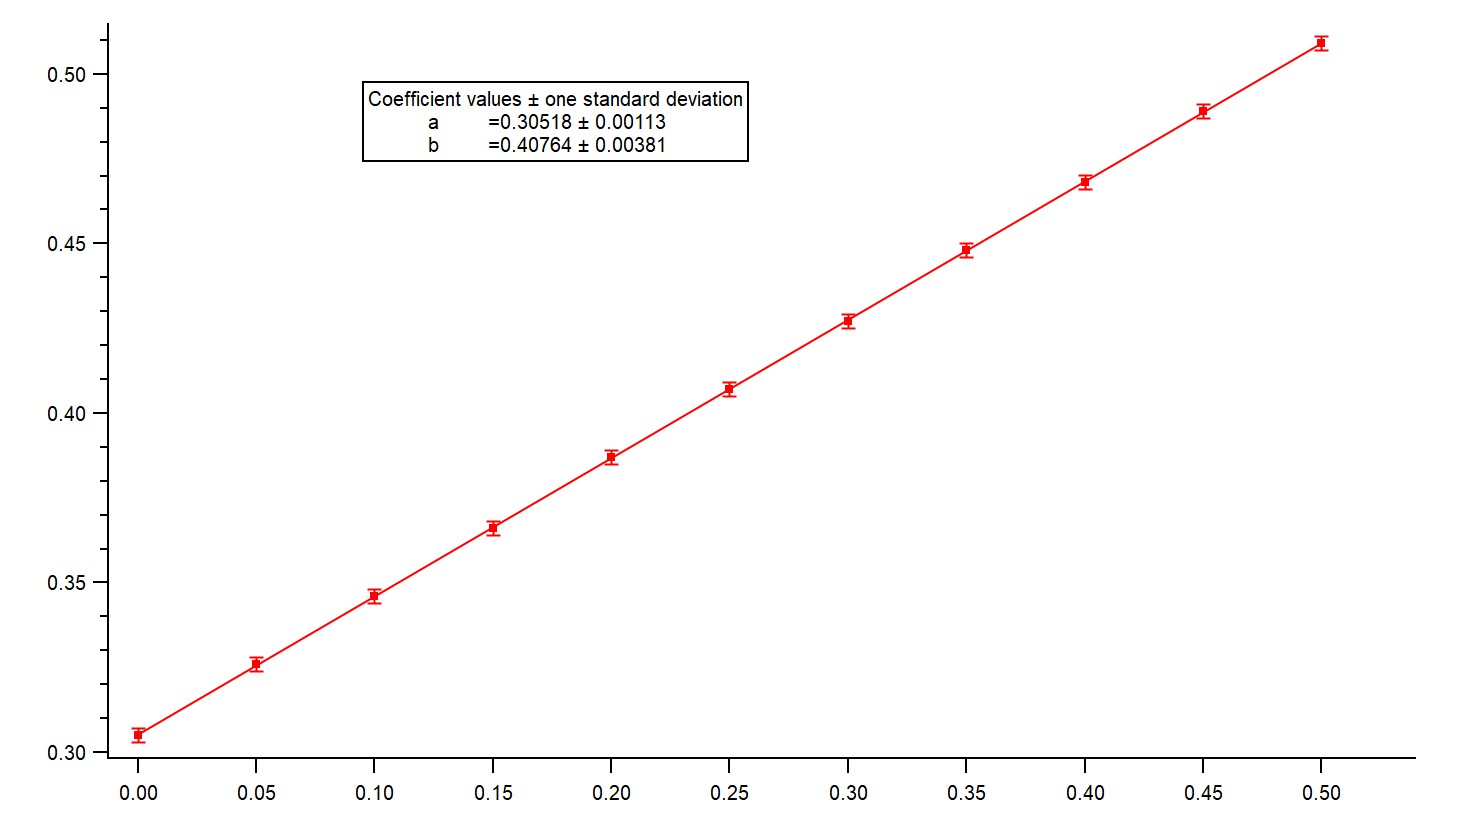 0.50
Coefficient values ± one standard deviation
a =0.30518 ± 0.00113
b =0.40764 ± 0.00381
0.45
0.40
0.35
0.30
0.00 0.05 0.10 0.15 0.20 0.25 0.30 0.35 0.40 0.45 0.50